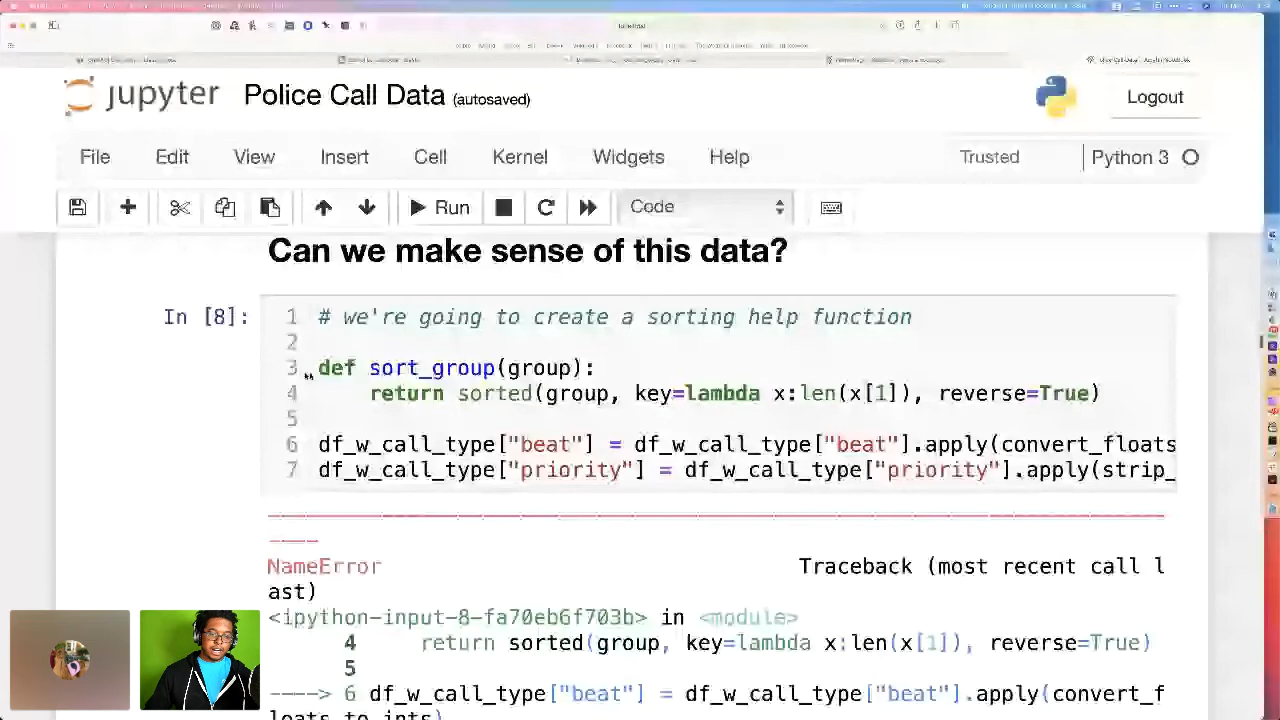 jupyter Police Call Data (autosaved)
Logout
File Edit View Insert Cell Kernel Widgets Help Trusted Python 3
Run Code
Can we make sense of this data?
In [8]: 1 # we're going to create a sorting help function
2
3 def sort_group(group):
4 return sorted(group, key=lambda x:len(x[1]), reverse=True)
5
6 df_w_call_type["beat"] = df_w_call_type["beat"].apply(convert_floats
7 df_w_call_type["priority"] = df_w_call_type["priority"].apply(strip_
--------------------------------------------------------------------
----
NameError Traceback (most recent call l
ast)
<ipython-input-8-fa70eb6f703b> in <module>
4 return sorted(group, key=lambda x:len(x[1]), reverse=True)
5
----> 6 df_w_call_type["beat"] = df_w_call_type["beat"].apply(convert_f
loats_to_ints)